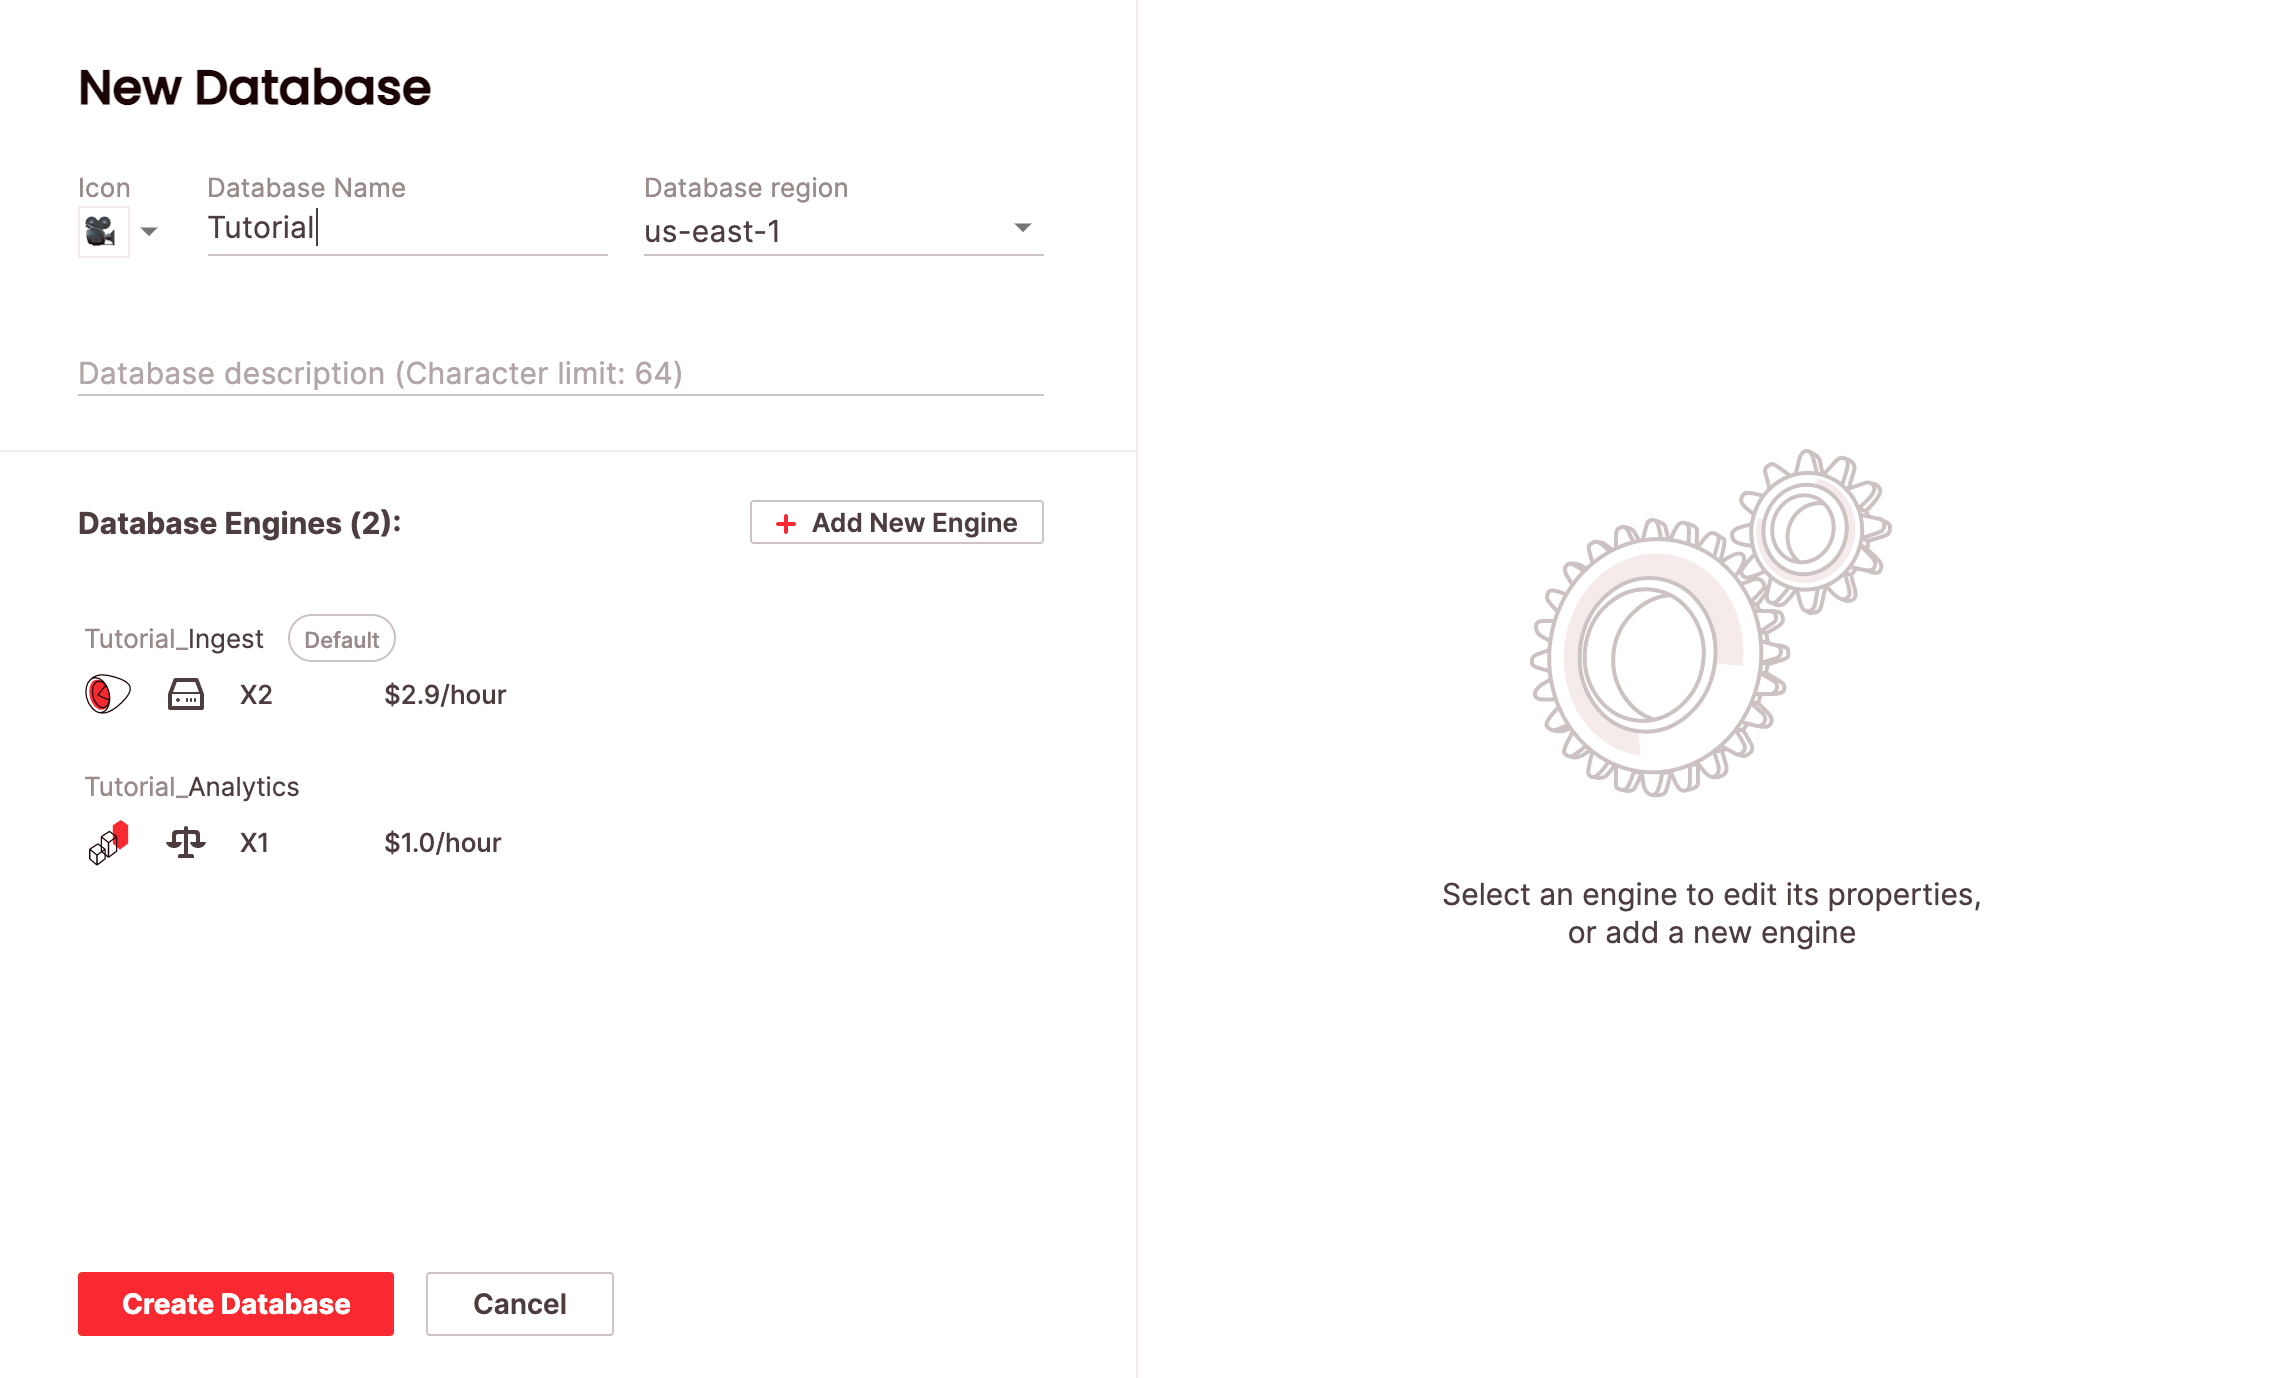 New Database
Icon
Database Name
Database region
Tutorial
us-east-1
Database description (Character limit: 64)
Database Engines (2):
+ Add New Engine
Tutorial_Ingest
Default
X2
$2.9/hour
Tutorial_Analytics
X1
$1.0/hour
Create Database
Cancel
Select an engine to edit its properties,
or add a new engine